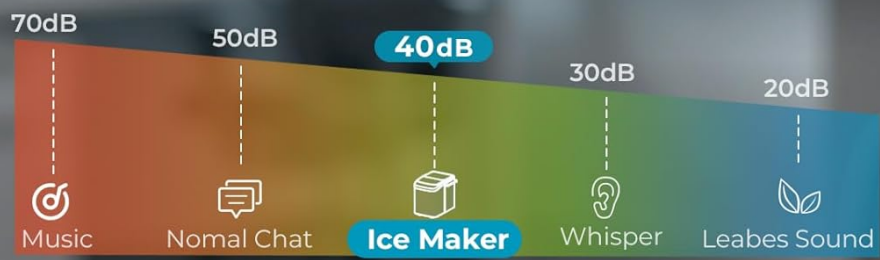 70dB
50dB
40dB
30dB
20dB
Music
Nomal Chat
Ice Maker
Whisper
Leabes Sound